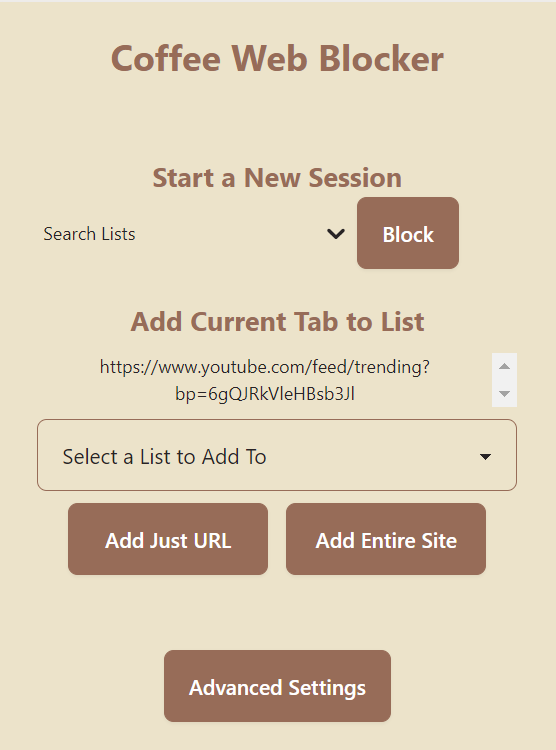 Coffee Web Blocker
Start a New Session
Search Lists
Block
Add Current Tab to List
https://www.youtube.com/feed/trending?
bp=6gQJRkVleHBsb3Jl
Select a List to Add To
Add Just URL
Add Entire Site
Advanced Settings